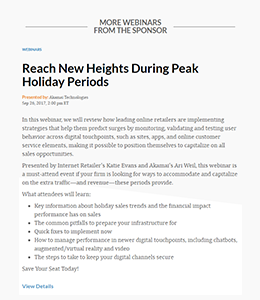 MORE WEBINARS
FROM THE SPONSOR
WEBINARS
Reach New Heights During Peak
Holiday Periods
Presented by: Akamai Technologies
Sep 26, 2017, 2:00 pm ET
In this webinar, we will review how leading online retailers are implementing
strategies that help them predict surges by monitoring, validating and testing user
behavior across digital touchpoints, such as sites, apps, and online customer
service elements, making it possible to position themselves to capitalize on all
sales opportunities.
Presented by Internet Retailer's Katie Evans and Akamai's Ari Weil, this webinar is
a must-attend event if your firm is looking for ways to accommodate and capitalize
on the extra traffic—and revenue—these periods provide.
What attendees will learn:
• Key information about holiday sales trends and the financial impact
performance has on sales
• The common pitfalls to prepare your infrastructure for
• Quick fixes to implement now
• How to manage performance in newer digital touchpoints, including chatbots,
augmented/virtual reality and video
• The steps to take to keep your digital channels secure
Save Your Seat Today!
View Details